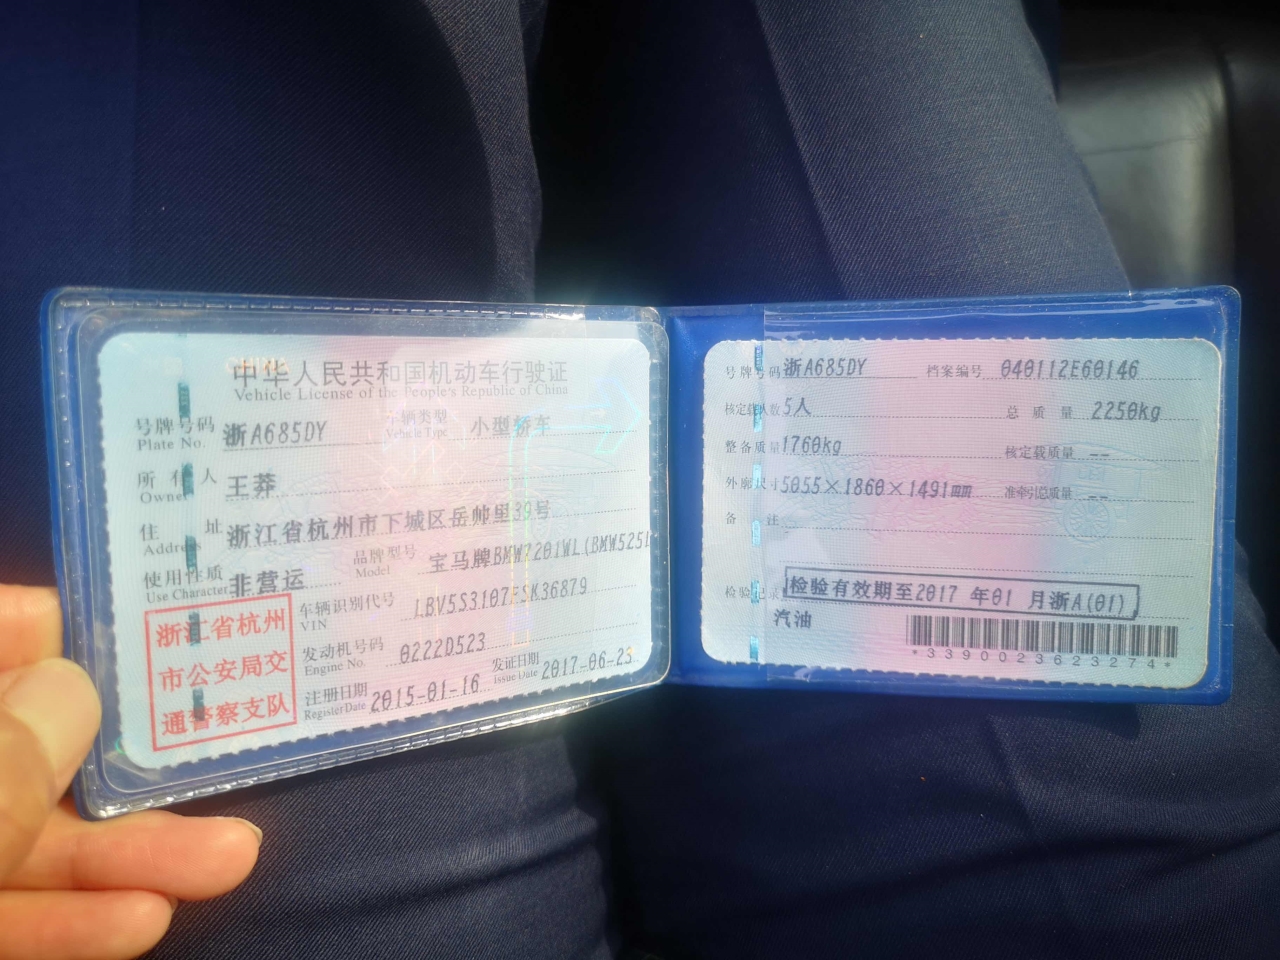 中华人民共和国机动车行驶证
Vehicle License of the People's Republic of China
号牌号码 浙A685DY 车辆类型 小型轿车
Plate No. Vehicle Type
所有人 王莽
Owner
住址 浙江省杭州市下城区岳帅里39号
Address
使用性质 非营运 品牌型号 宝马牌BMW7201WL(BMW525L
Use Character Model
浙江省杭州
市公安局交
通警察支队
车辆识别代号 LBV5S3107FSK36879
VIN
发动机号码 0222D523
Engine No.
注册日期 2015-01-16 发证日期 2017-06-23
Register Date Issue Date
号牌号码 浙A685DY 档案编号 040112E60146
核定载人数 5人 总质量 2250kg
整备质量 1760kg 核定载质量 --
外廓尺寸 5055×1860×1491mm 准牵引总质量 --
备注
检验记录 检验有效期至2017 年01 月浙A(01)
汽油
*3390023623274*